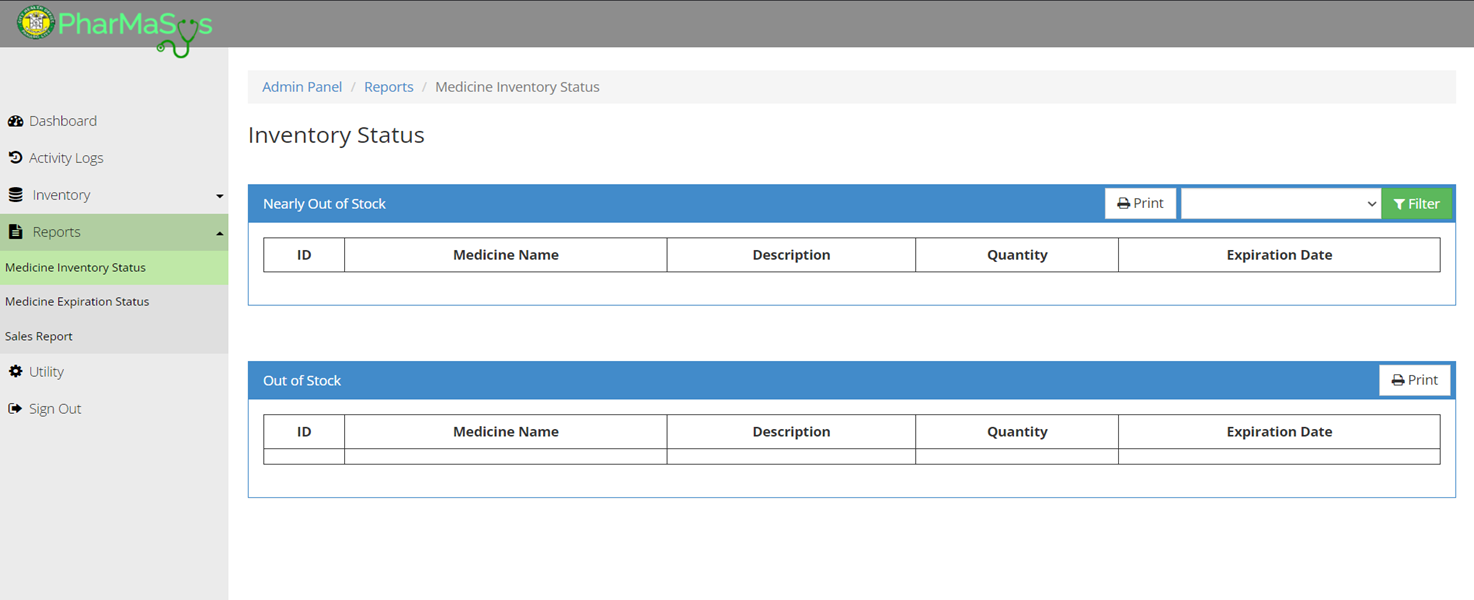 PharMaSys
Admin Panel / Reports / Medicine Inventory Status
Dashboard
Activity Logs
Inventory
Reports
Medicine Inventory Status
Medicine Expiration Status
Sales Report
Utility
Sign Out
Inventory Status
Nearly Out of Stock Print Filter
ID Medicine Name Description Quantity Expiration Date
Out of Stock Print
ID Medicine Name Description Quantity Expiration Date